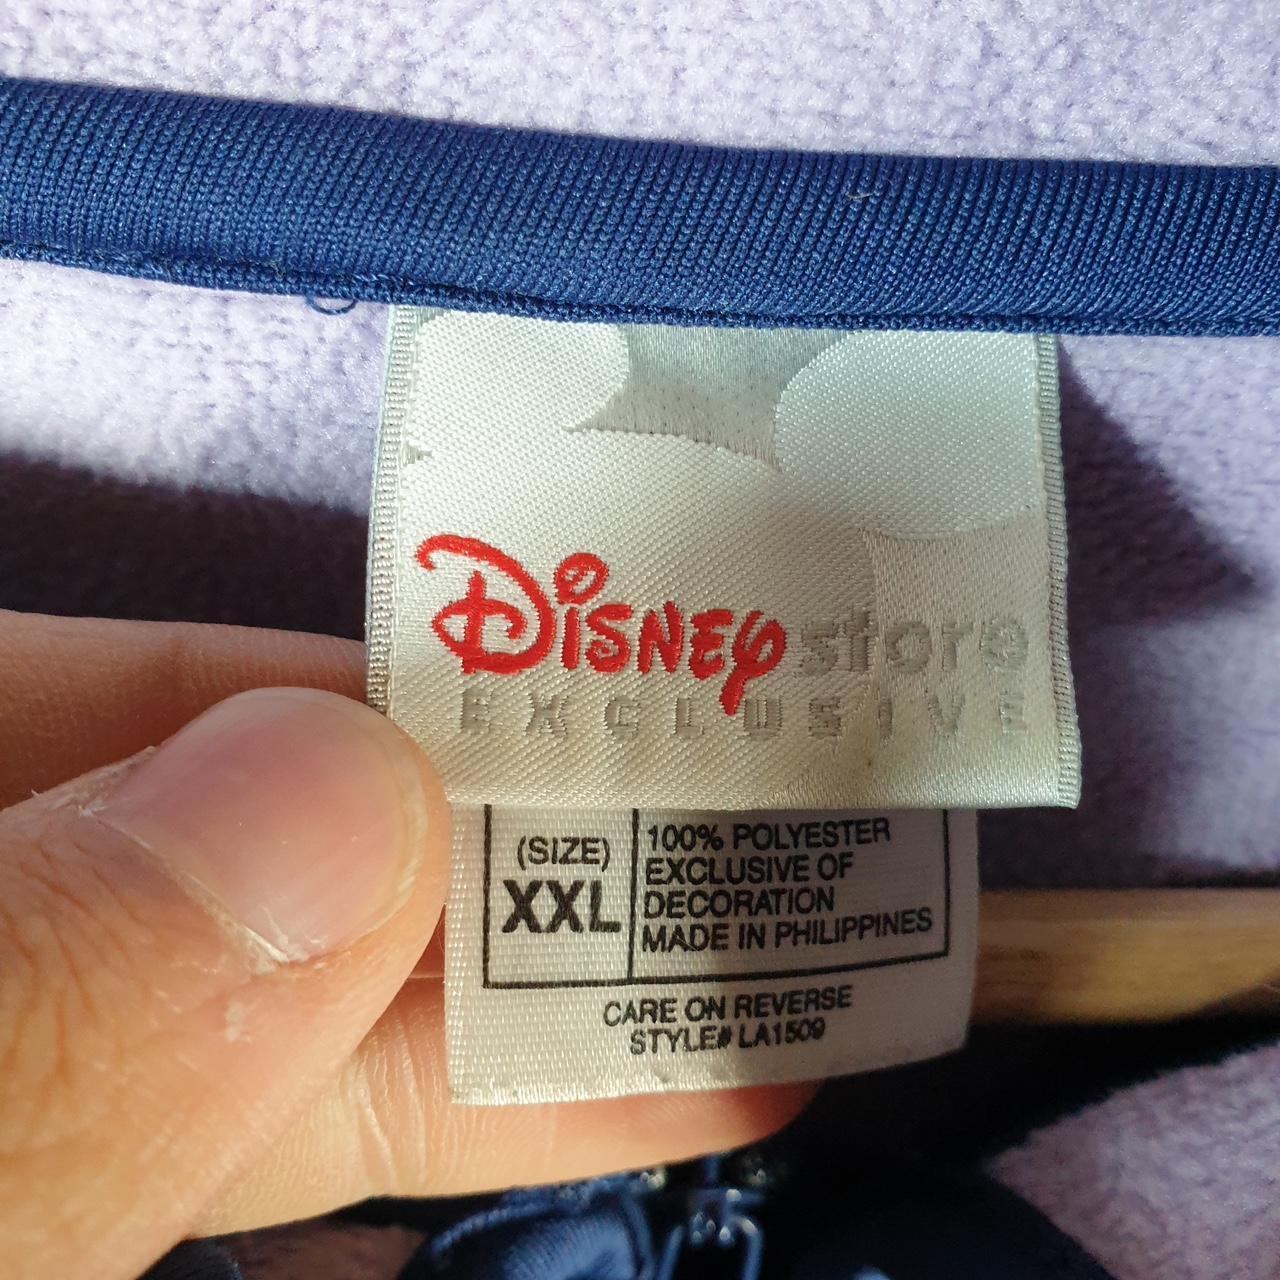 Disney store
EXCLUSIVE
(SIZE)
XXL
100% POLYESTER
EXCLUSIVE OF
DECORATION
MADE IN PHILIPPINES
CARE ON REVERSE
STYLE# LA1509